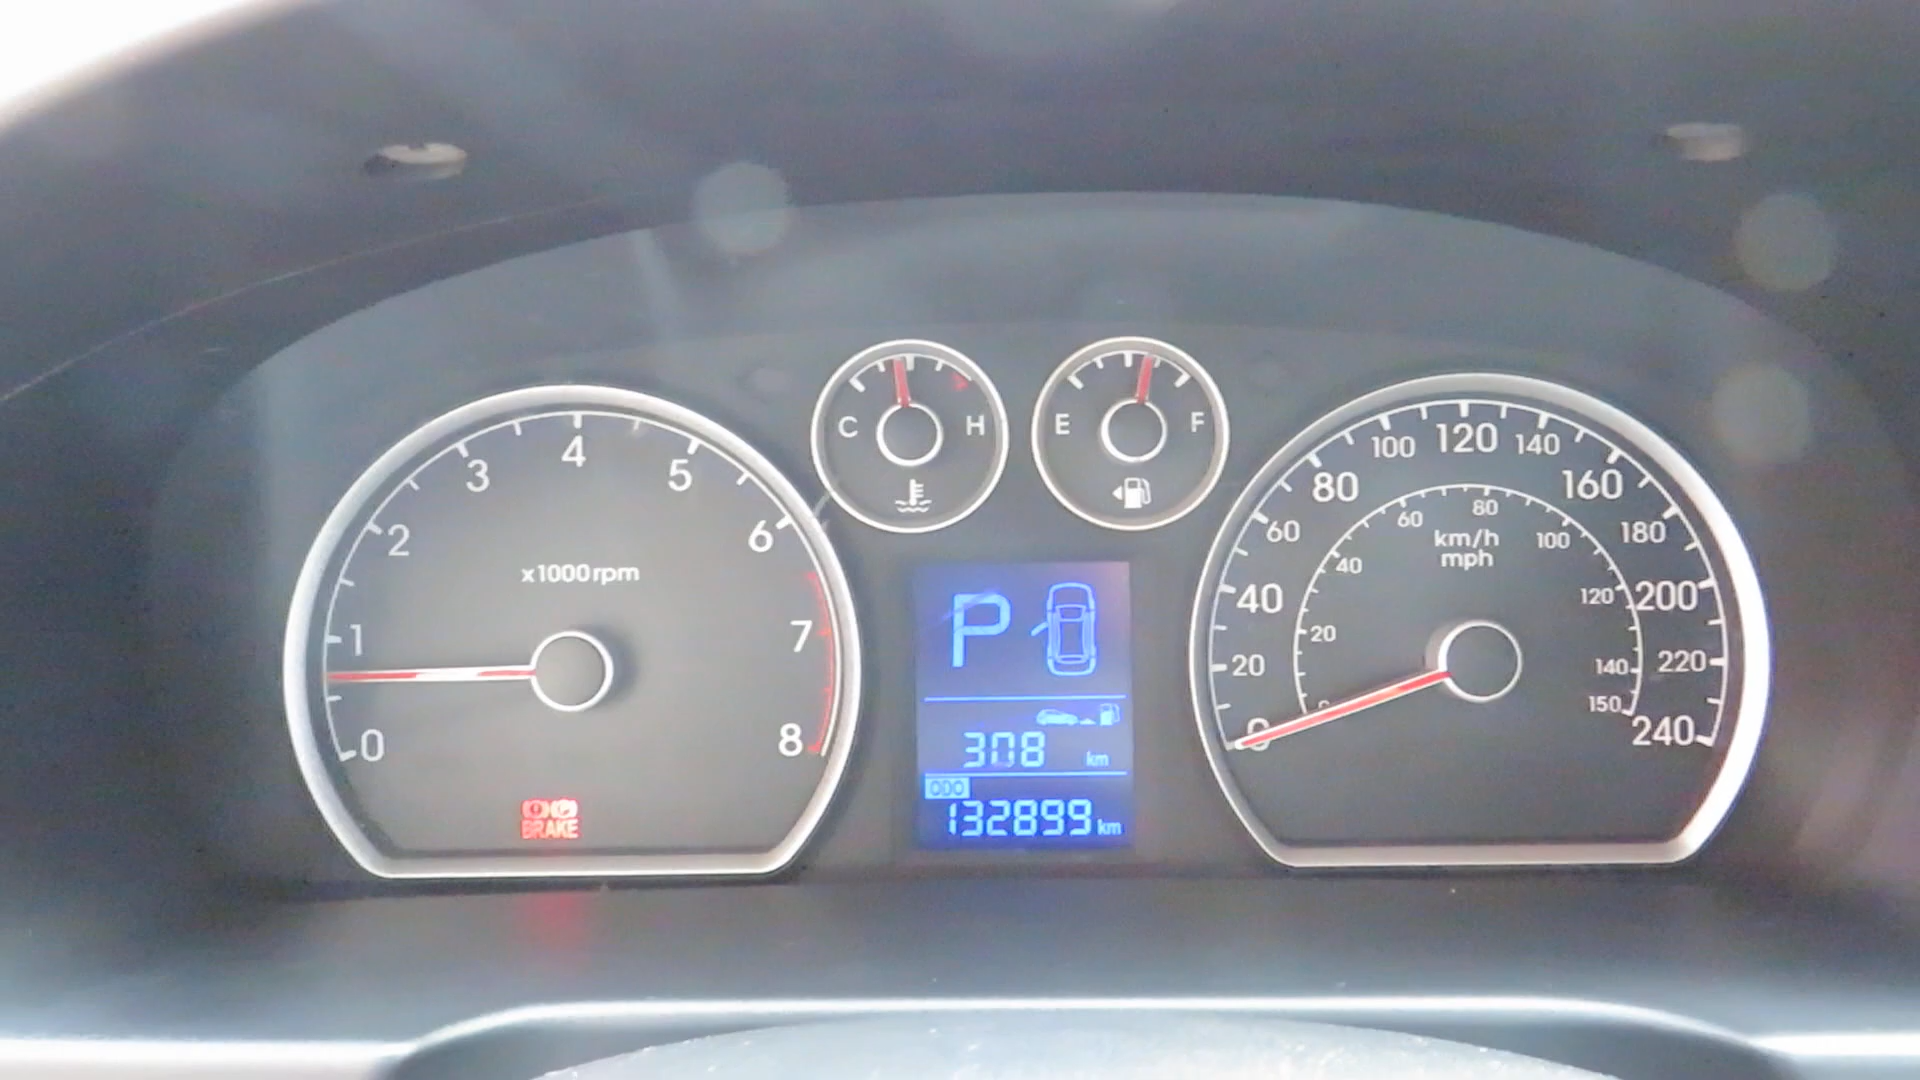 C H
E F
0 1 2 3 4 5 6 7 8
x1000rpm
BRAKE
P
308 km
ODO
132899 km
0 20 40 60 80 100 120 140 160 180 200 220 240
0 20 40 60 80 100 120 140 150
km/h
mph